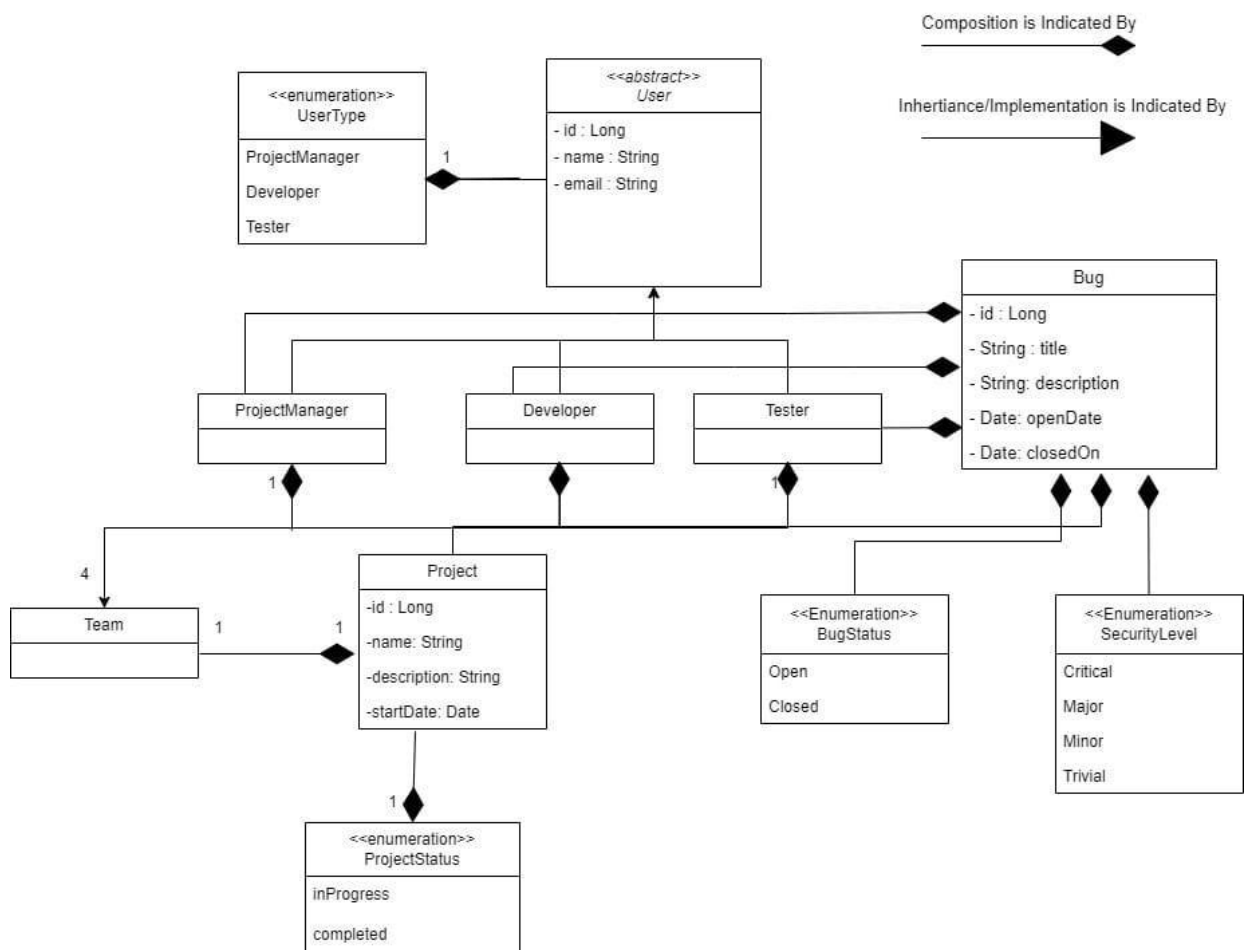 Composition is Indicated By
Inhertiance/Implementation is Indicated By
<<enumeration>>
UserType
ProjectManager
Developer
Tester
1
<<abstract>>
User
- id : Long
- name : String
- email : String
Bug
- id : Long
- String : title
- String: description
- Date: openDate
- Date: closedOn
ProjectManager
Developer
Tester
1
1
4
Team
1
1
Project
-id : Long
-name: String
-description: String
-startDate: Date
<<Enumeration>>
BugStatus
Open
Closed
<<Enumeration>>
SecurityLevel
Critical
Major
Minor
Trivial
1
<<enumeration>>
ProjectStatus
inProgress
completed